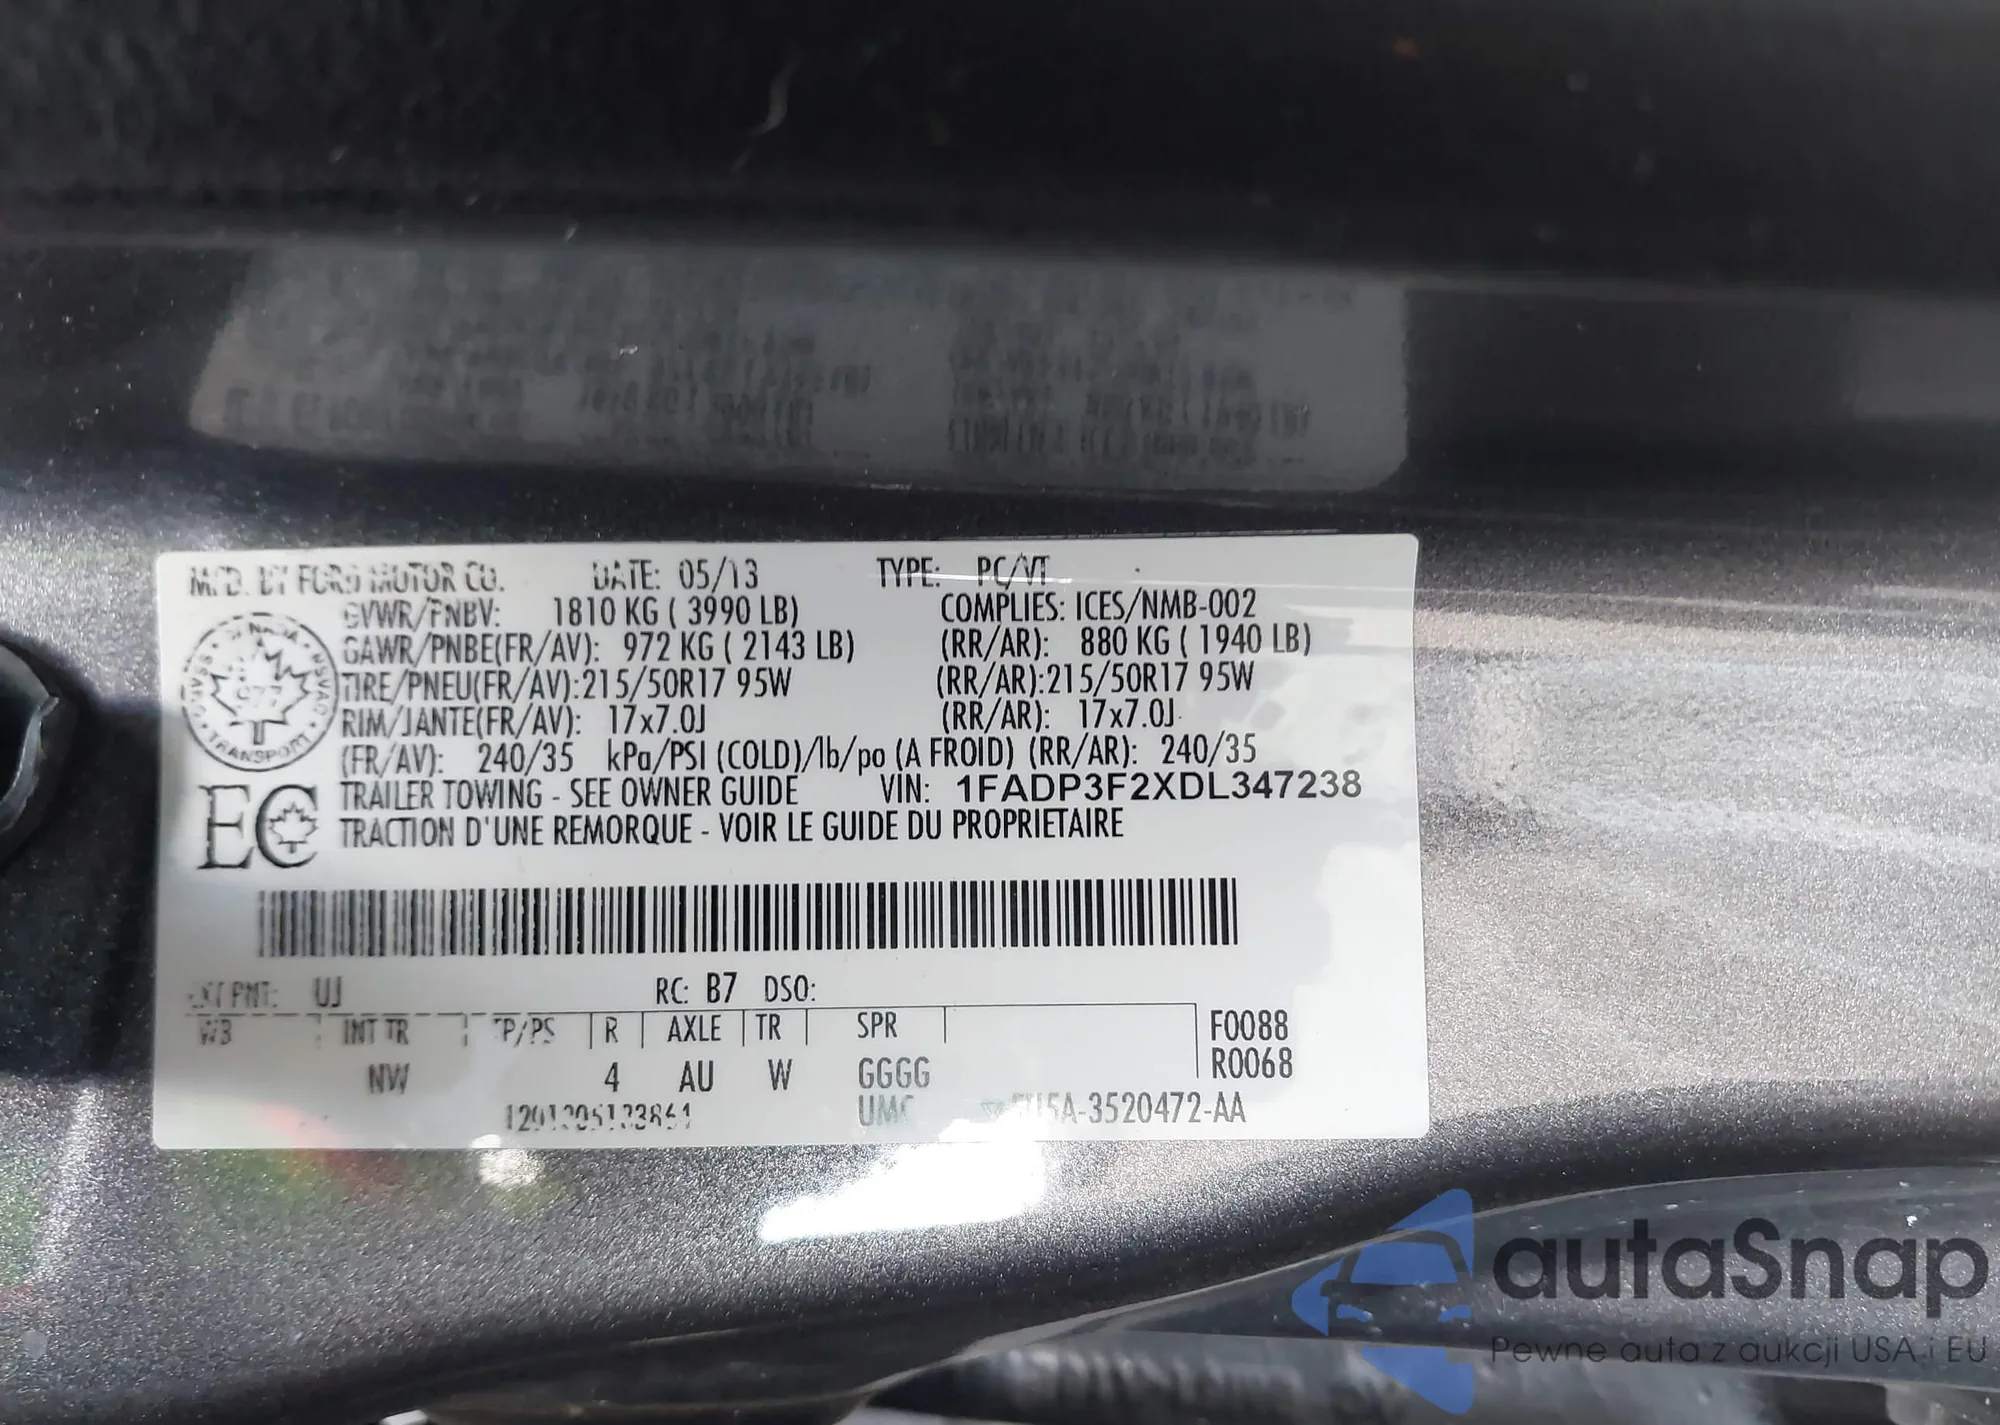 MFD. BY FORD MOTOR CO. DATE: 05/13 TYPE: PC/VT
GVWR/PNBV: 1810 KG ( 3990 LB) COMPLIES: ICES/NMB-002
GAWR/PNBE(FR/AV): 972 KG ( 2143 LB) (RR/AR): 880 KG ( 1940 LB)
TIRE/PNEU(FR/AV):215/50R17 95W (RR/AR):215/50R17 95W
RIM/JANTE(FR/AV): 17x7.0J (RR/AR): 17x7.0J
(FR/AV): 240/35 kPa/PSI (COLD)/lb/po (A FROID) (RR/AR): 240/35
TRAILER TOWING - SEE OWNER GUIDE VIN: 1FADP3F2XDL347238
TRACTION D'UNE REMORQUE - VOIR LE GUIDE DU PROPRIETAIRE
TRANSPORT
EC
EXT PNT: UJ RC: B7 DSO:
WB INT TR TP/PS R AXLE TR SPR F0088
NW 4 AU W GGGG R0068
UMC
autaSnap
Pewne auta z aukcji USA i EU